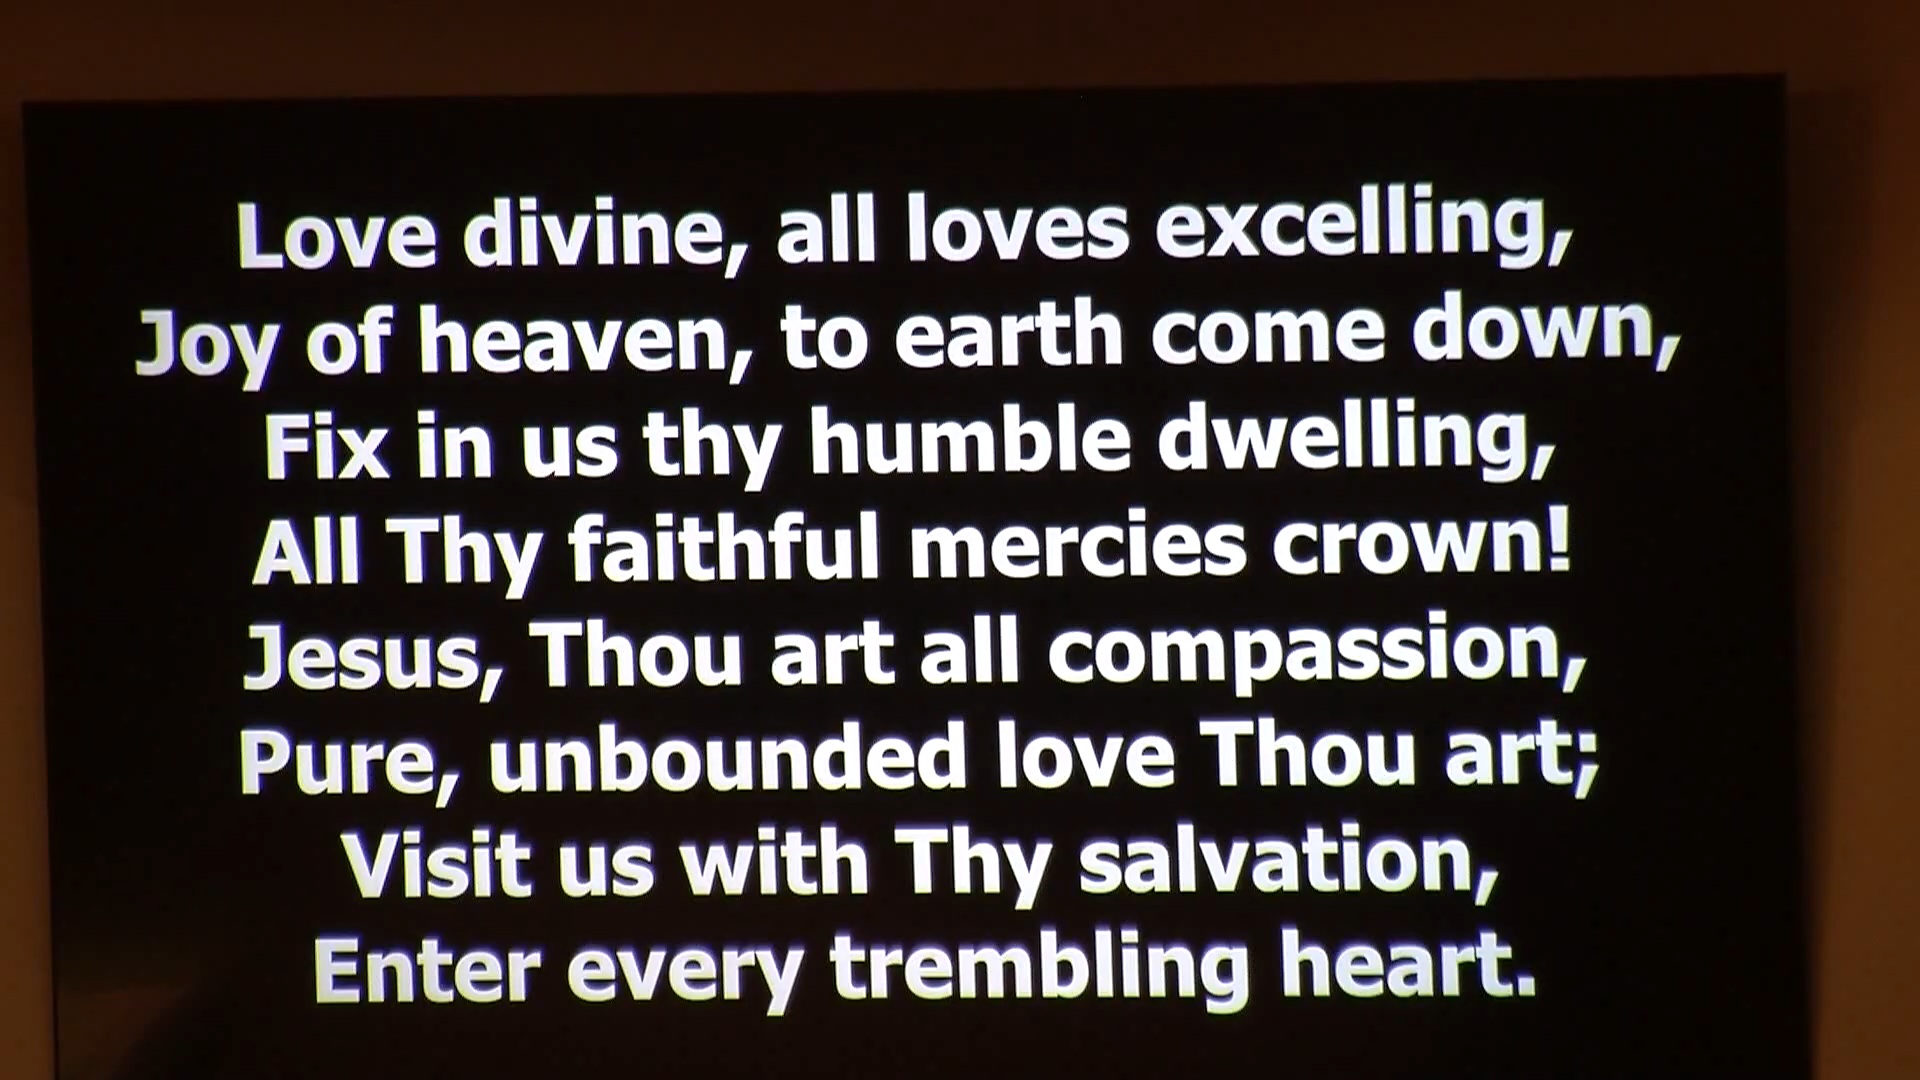 Love divine, all loves excelling,
Joy of heaven, to earth come down,
Fix in us thy humble dwelling,
All Thy faithful mercies crown!
Jesus, Thou art all compassion,
Pure, unbounded love Thou art;
Visit us with Thy salvation,
Enter every trembling heart.